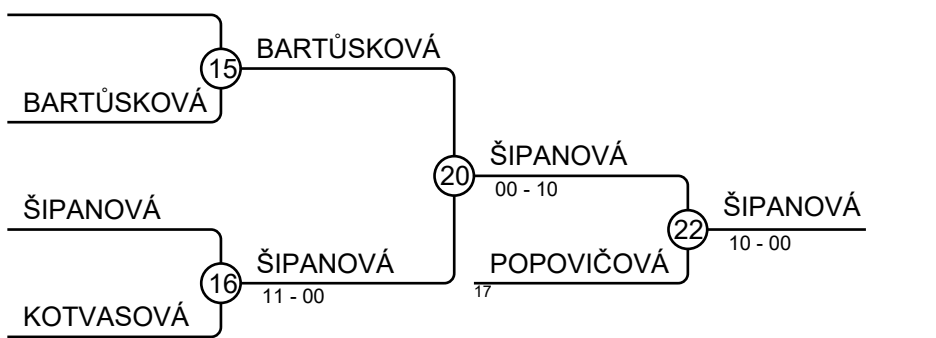 BARTŮSKOVÁ
15
BARTŮSKOVÁ
ŠIPANOVÁ
20
00 - 10
ŠIPANOVÁ
ŠIPANOVÁ
22
10 - 00
ŠIPANOVÁ
16
11 - 00
POPOVIČOVÁ
17
KOTVASOVÁ